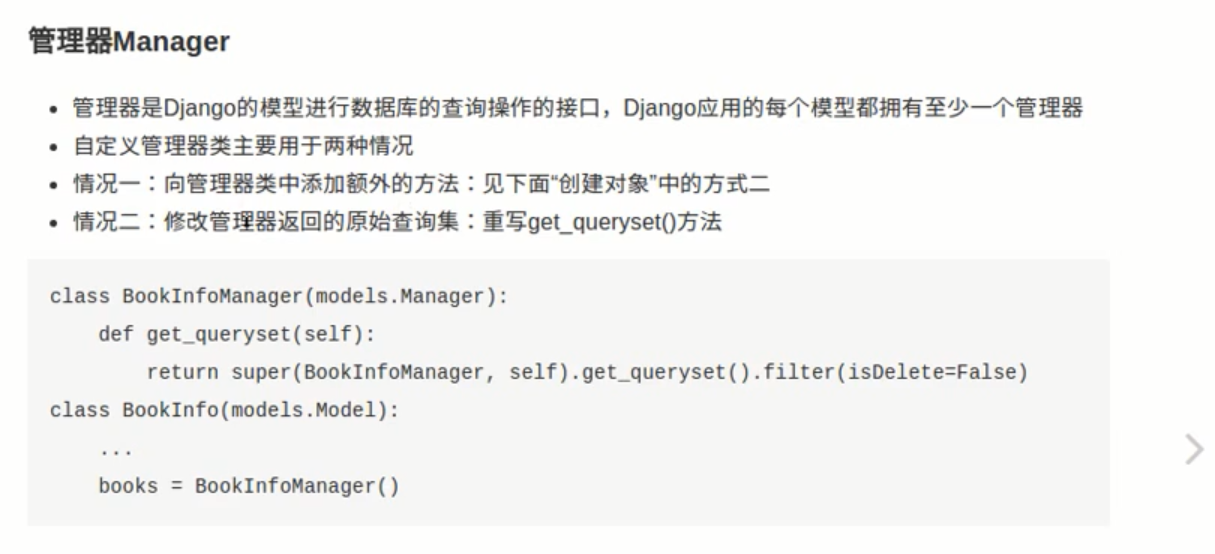 管理器Manager
管理器是Django的模型进行数据库的查询操作的接口，Django应用的每个模型都拥有至少一个管理器
自定义管理器类主要用于两种情况
情况一：向管理器类中添加额外的方法：见下面“创建对象”中的方式二
情况二：修改管理器返回的原始查询集：重写get_queryset()方法
class BookInfoManager(models.Manager):
    def get_queryset(self):
        return super(BookInfoManager, self).get_queryset().filter(isDelete=False)
class BookInfo(models.Model):
    ...
    books = BookInfoManager()